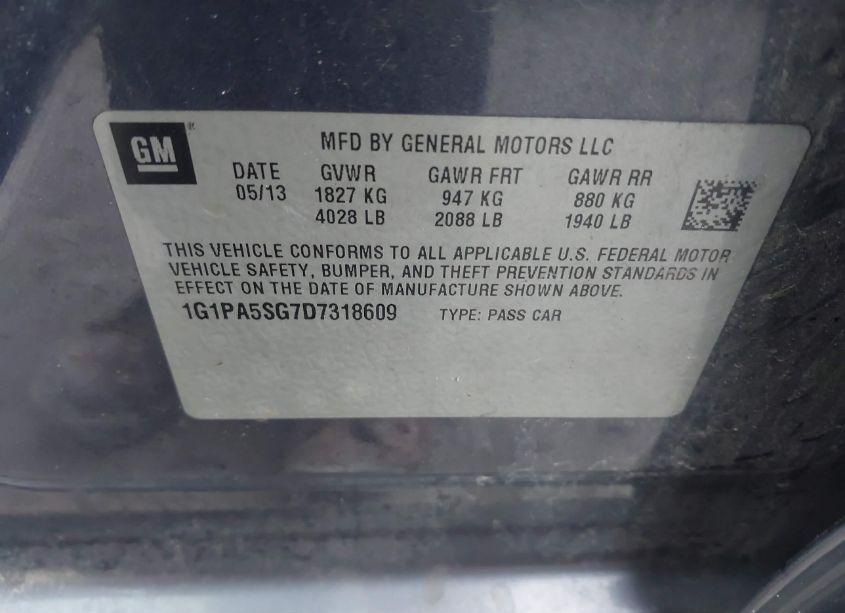 GM
MFD BY GENERAL MOTORS LLC
DATE GVWR GAWR FRT GAWR RR
05/13 1827 KG 947 KG 880 KG
4028 LB 2088 LB 1940 LB
THIS VEHICLE CONFORMS TO ALL APPLICABLE U.S. FEDERAL MOTOR
VEHICLE SAFETY, BUMPER, AND THEFT PREVENTION STANDARDS IN
EFFECT ON THE DATE OF MANUFACTURE SHOWN ABOVE.
1G1PA5SG7D7318609 TYPE: PASS CAR